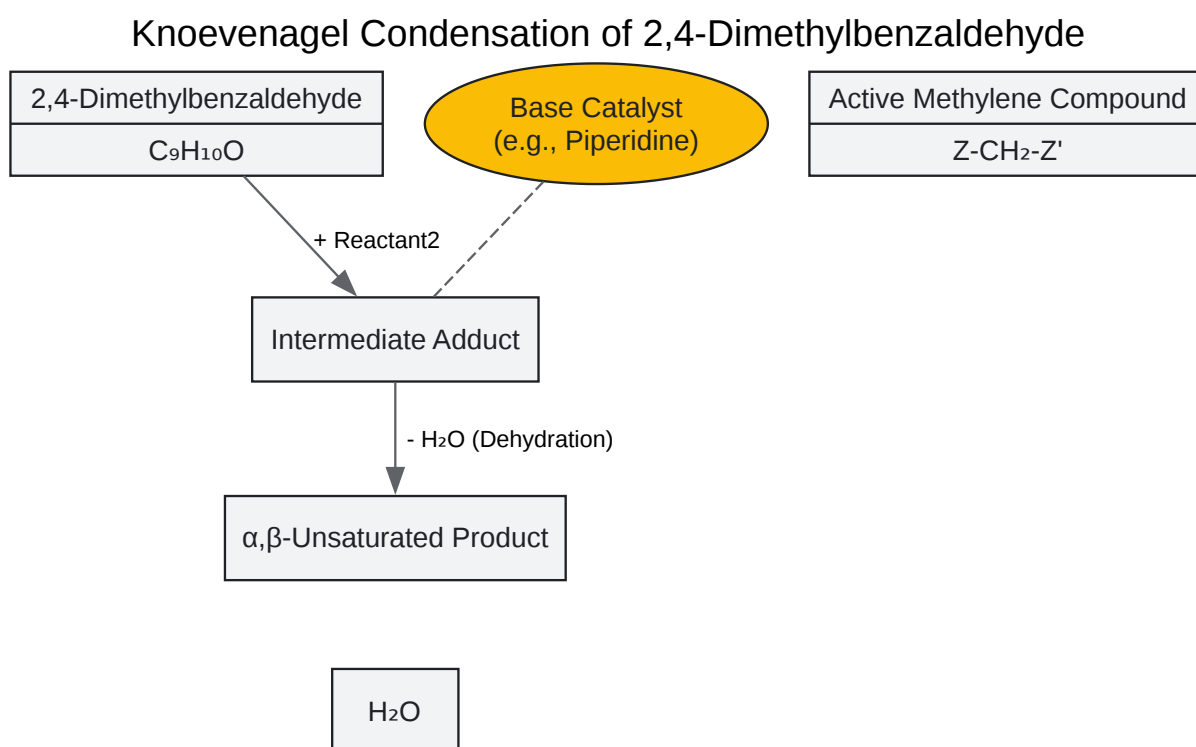 Knoevenagel Condensation of 2,4-Dimethylbenzaldehyde
2,4-Dimethylbenzaldehyde
C₉H₁₀O
Base Catalyst
(e.g., Piperidine)
Active Methylene Compound
Z-CH₂-Z'
+ Reactant2
Intermediate Adduct
- H₂O (Dehydration)
α,β-Unsaturated Product
H₂O